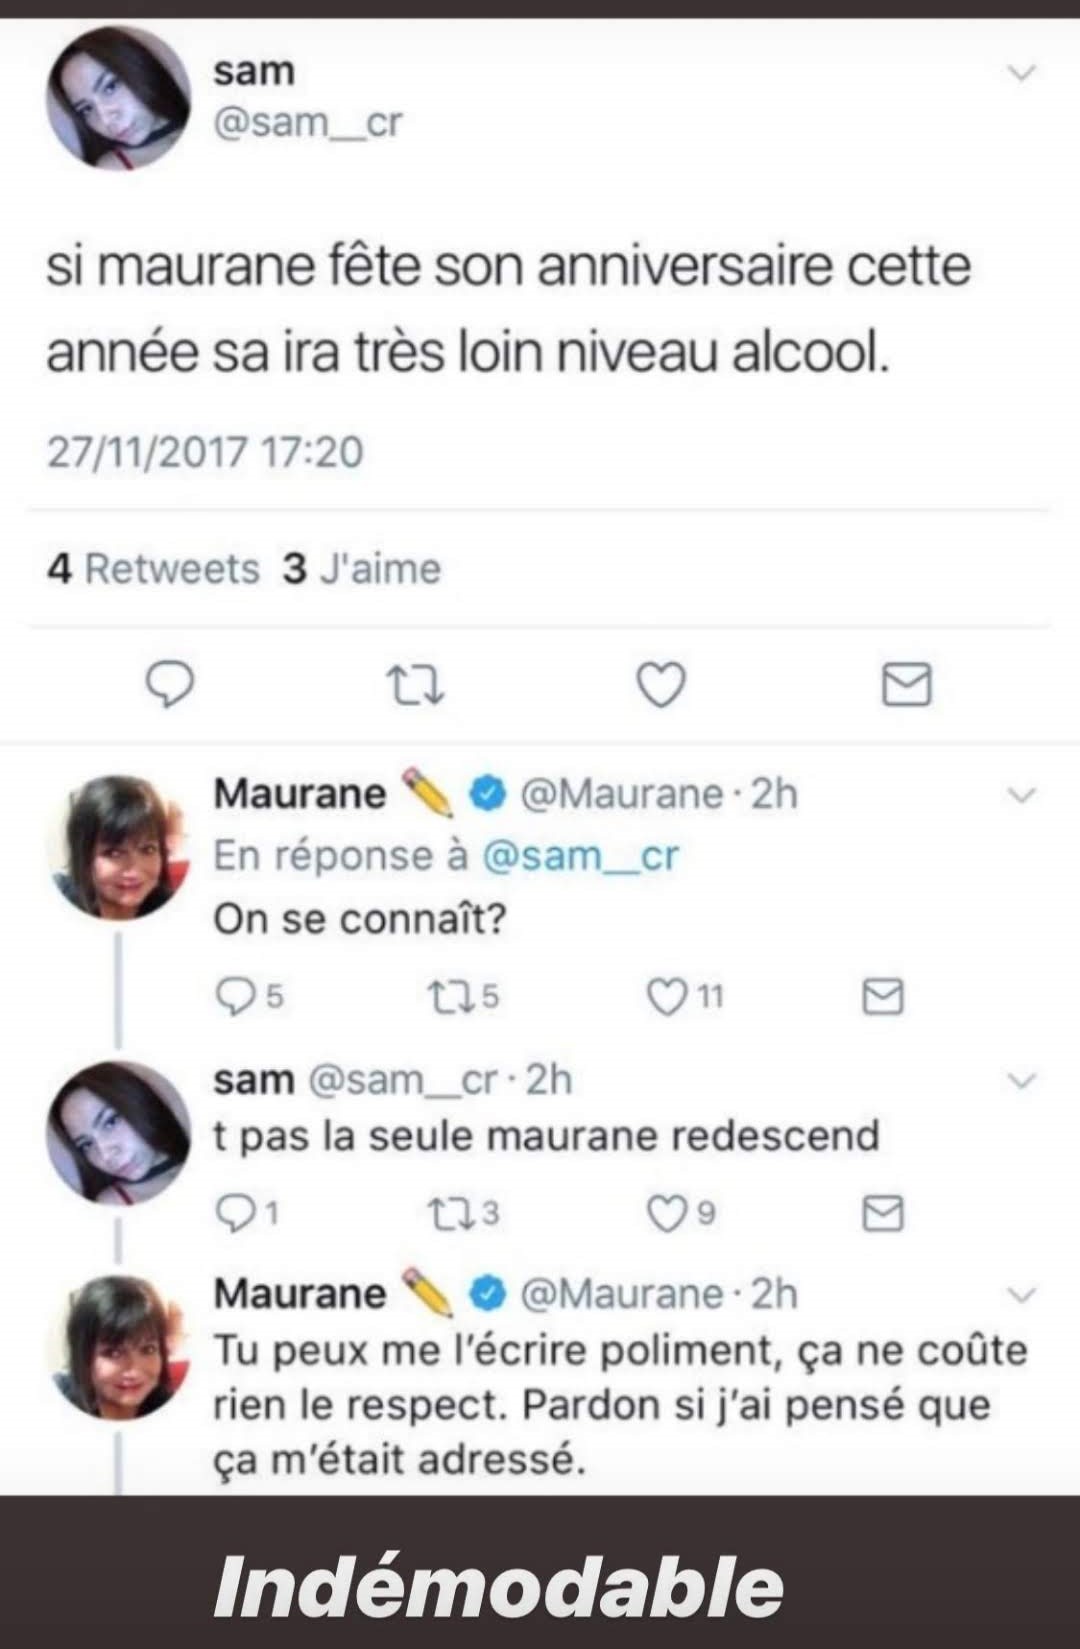 sam
@sam__cr
si maurane fête son anniversaire cette
année sa ira très loin niveau alcool.
27/11/2017 17:20
4 Retweets 3 J'aime
Maurane ✏️ @Maurane · 2h
En réponse à @sam__cr
On se connaît?
5 5 11
sam @sam__cr · 2h
t pas la seule maurane redescend
1 3 9
Maurane ✏️ @Maurane · 2h
Tu peux me l'écrire poliment, ça ne coûte
rien le respect. Pardon si j'ai pensé que
ça m'était adressé.
Indémodable